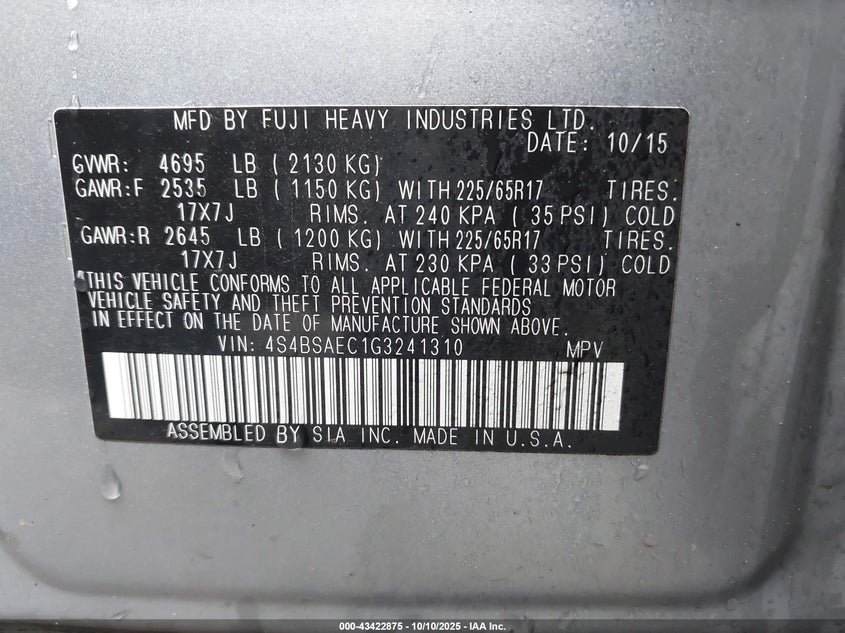 MFD BY FUJI HEAVY INDUSTRIES LTD.
DATE: 10/15
GVWR: 4695 LB ( 2130 KG)
GAWR:F 2535 LB ( 1150 KG) WITH 225/65R17 TIRES.
17X7J RIMS. AT 240 KPA ( 35 PSI) COLD
GAWR:R 2645 LB ( 1200 KG) WITH 225/65R17 TIRES.
17X7J RIMS. AT 230 KPA ( 33 PSI) COLD
THIS VEHICLE CONFORMS TO ALL APPLICABLE FEDERAL MOTOR
VEHICLE SAFETY AND THEFT PREVENTION STANDARDS
IN EFFECT ON THE DATE OF MANUFACTURE SHOWN ABOVE.
VIN: 4S4BSAEC1G3241310 MPV
ASSEMBLED BY SIA INC. MADE IN U.S.A.
000-43422875 - 10/10/2025 - IAA Inc.